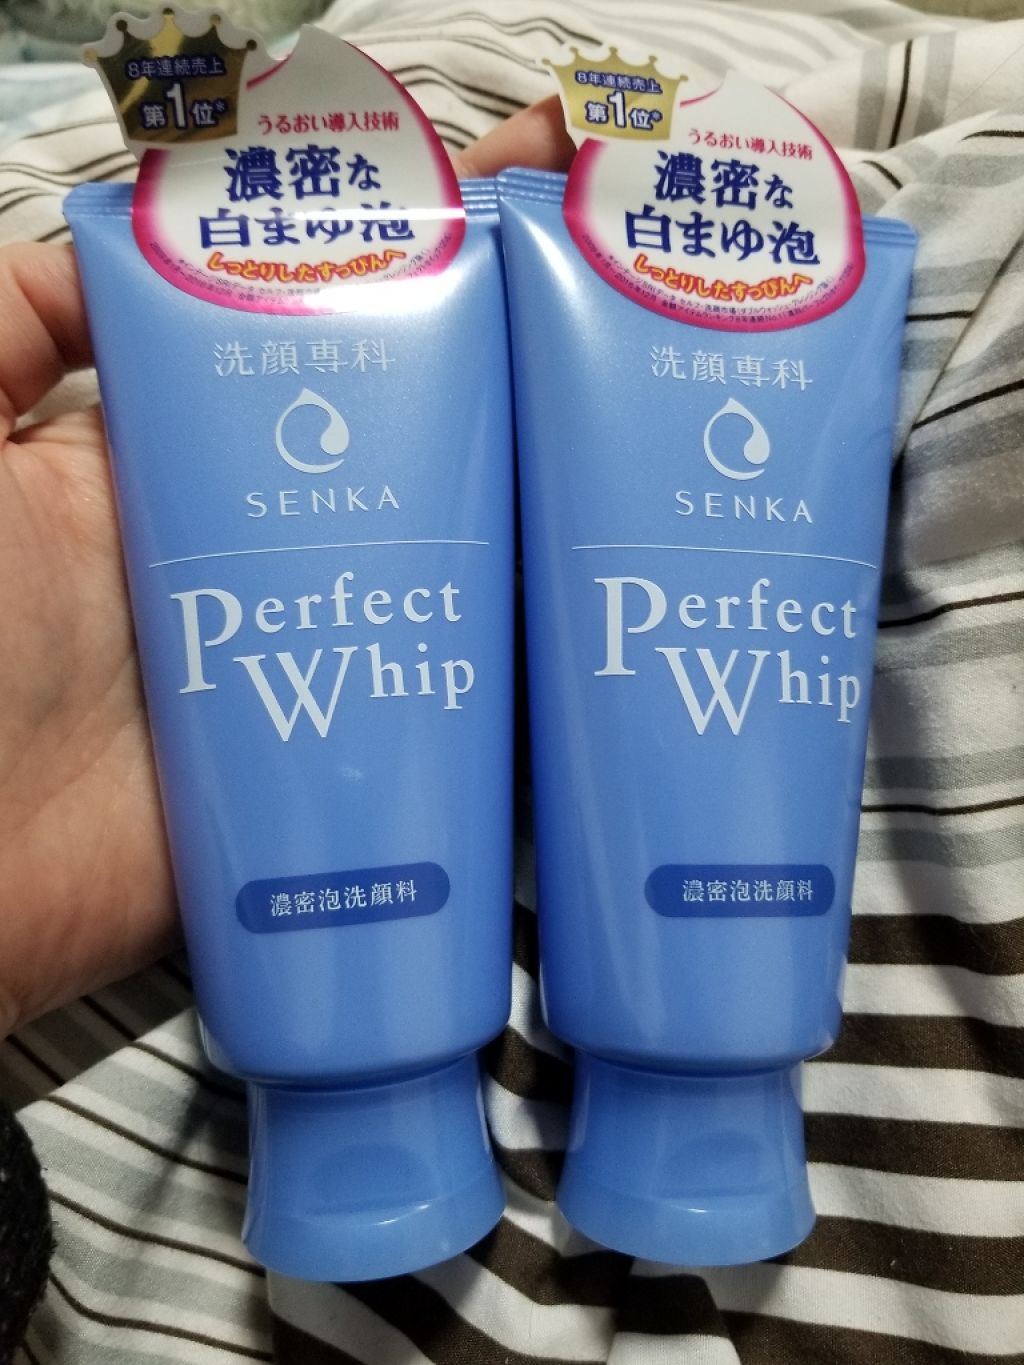 8年連続売上
第1位*
うるおい導入技術
濃密な
白まゆ泡
しっとりしたすっぴんへ
洗顔専科
SENKA
Perfect
Whip
濃密泡洗顔料
8年連続売上
第1位*
うるおい導入技術
濃密な
白まゆ泡
しっとりしたすっぴんへ
洗顔専科
SENKA
Perfect
Whip
濃密泡洗顔料